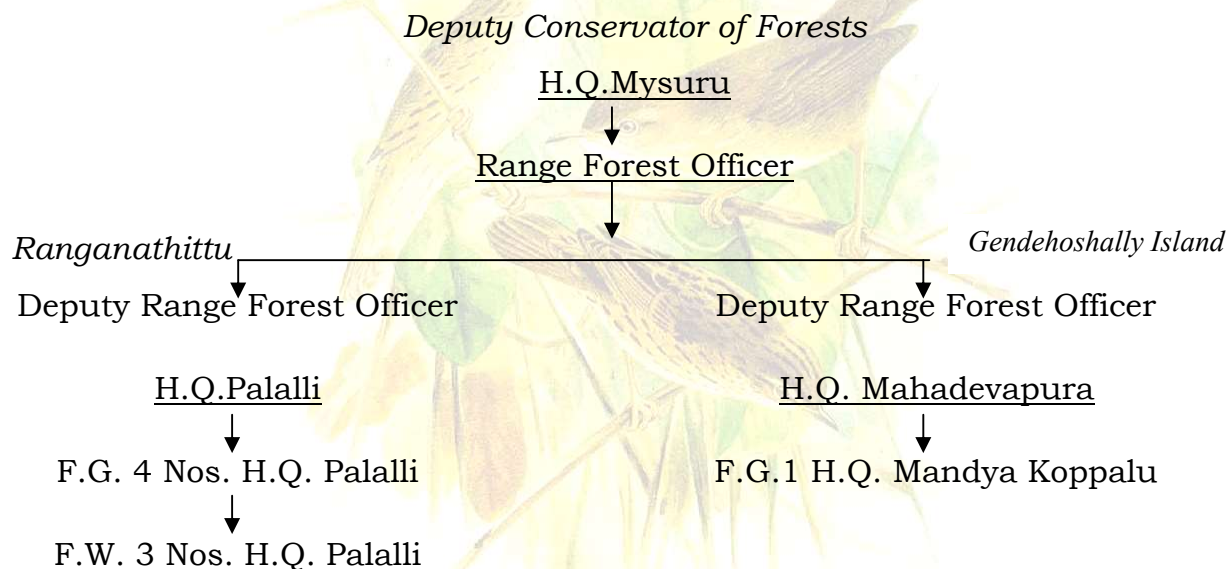 Deputy Conservator of Forests
H.Q.Mysuru
Range Forest Officer
Ranganathittu
Gendehoshally Island
Deputy Range Forest Officer
Deputy Range Forest Officer
H.Q.Palalli
H.Q. Mahadevapura
F.G. 4 Nos. H.Q. Palalli
F.G.1 H.Q. Mandya Koppalu
F.W. 3 Nos. H.Q. Palalli